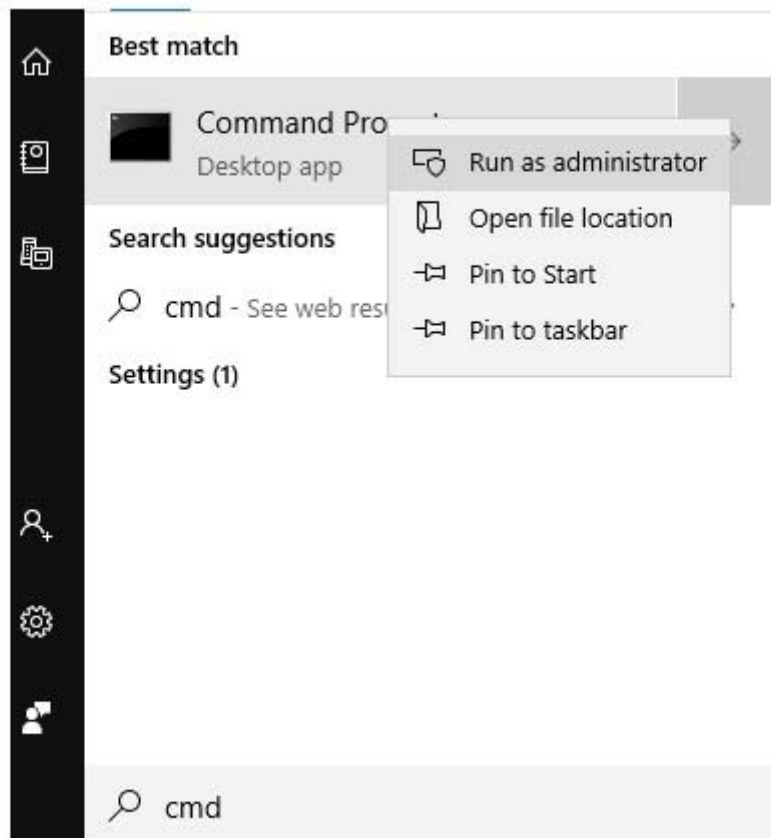 Best match
Command Pro
Desktop app
Run as administrator
Open file location
Pin to Start
Pin to taskbar
Search suggestions
cmd - See web
Settings (1)
cmd